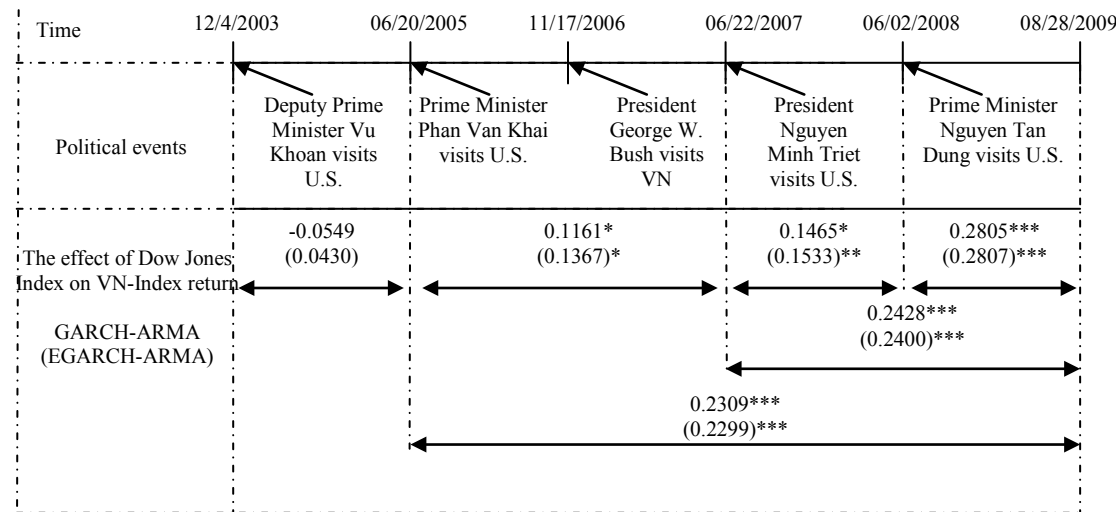 Time
12/4/2003 06/20/2005 11/17/2006 06/22/2007 06/02/2008 08/28/2009
Political events
Deputy Prime
Minister Vu
Khoan visits
U.S.
Prime Minister
Phan Van Khai
visits U.S.
President
George W.
Bush visits
VN
President
Nguyen
Minh Triet
visits U.S.
Prime Minister
Nguyen Tan
Dung visits U.S.
The effect of Dow Jones
Index on VN-Index return
GARCH-ARMA
(EGARCH-ARMA)
-0.0549
(0.0430)
0.1161*
(0.1367)*
0.1465*
(0.1533)**
0.2805***
(0.2807)***
0.2428***
(0.2400)***
0.2309***
(0.2299)***